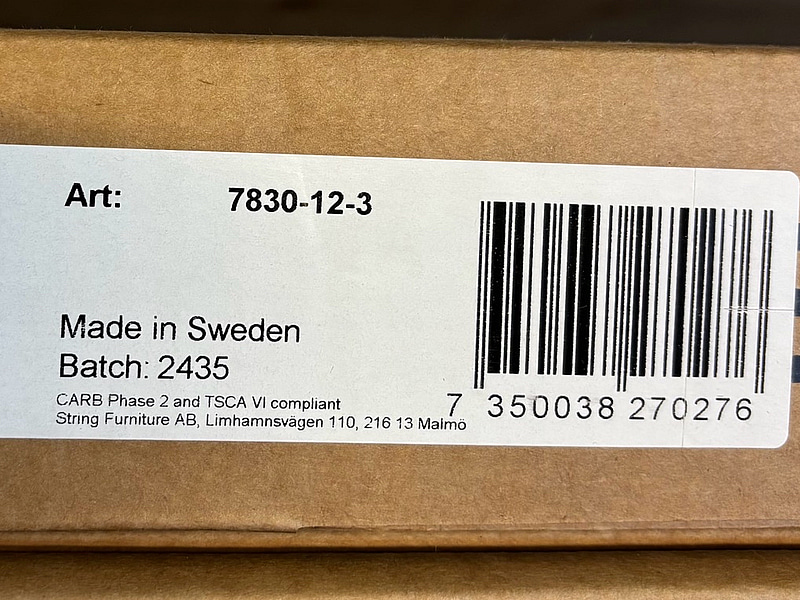 Art: 7830-12-3
Made in Sweden
Batch: 2435
CARB Phase 2 and TSCA VI compliant
String Furniture AB, Limhamnsvägen 110, 216 13 Malmö
7 350038 270276